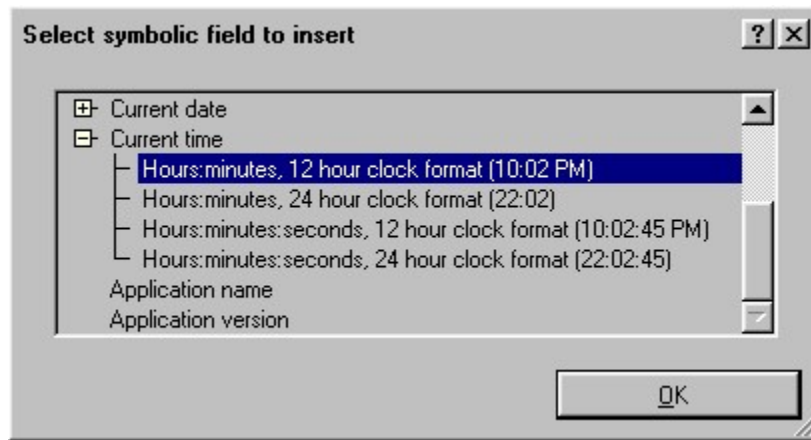 Select symbolic field to insert
Current date
Current time
Hours:minutes, 12 hour clock format (10:02 PM)
Hours:minutes, 24 hour clock format (22:02)
Hours:minutes:seconds, 12 hour clock format (10:02:45 PM)
Hours:minutes:seconds, 24 hour clock format (22:02:45)
Application name
Application version
OK